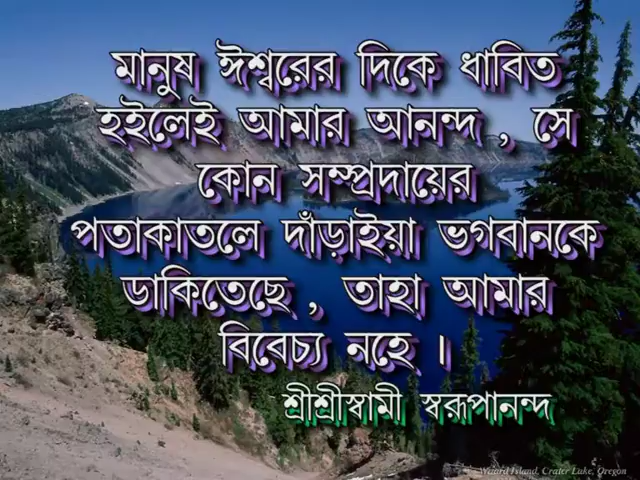 মানুষ ঈশ্বরের দিকে ধাবিত
হইলেই আমার আনন্দ , সে
কোন সম্প্রদায়ের
পতাকাতলে দাঁড়াইয়া ভগবানকে
ডাকিতেছে , তাহা আমার
বিবেচ্য নহে ।
শ্রীশ্রীস্বামী স্বরূপানন্দ
Wizard Island, Crater Lake, Oregon